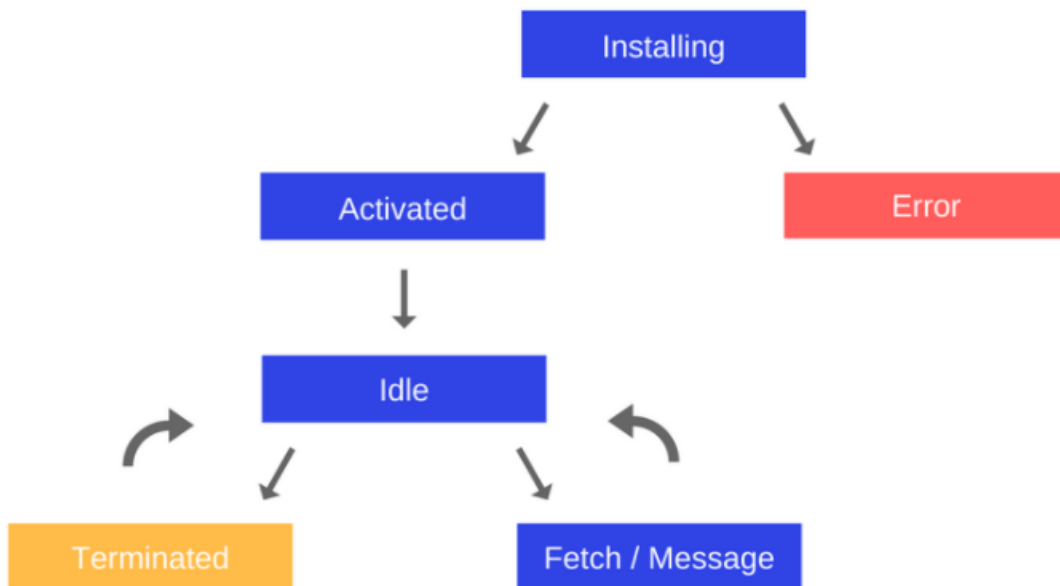 Installing
Activated
Error
Idle
Terminated
Fetch / Message